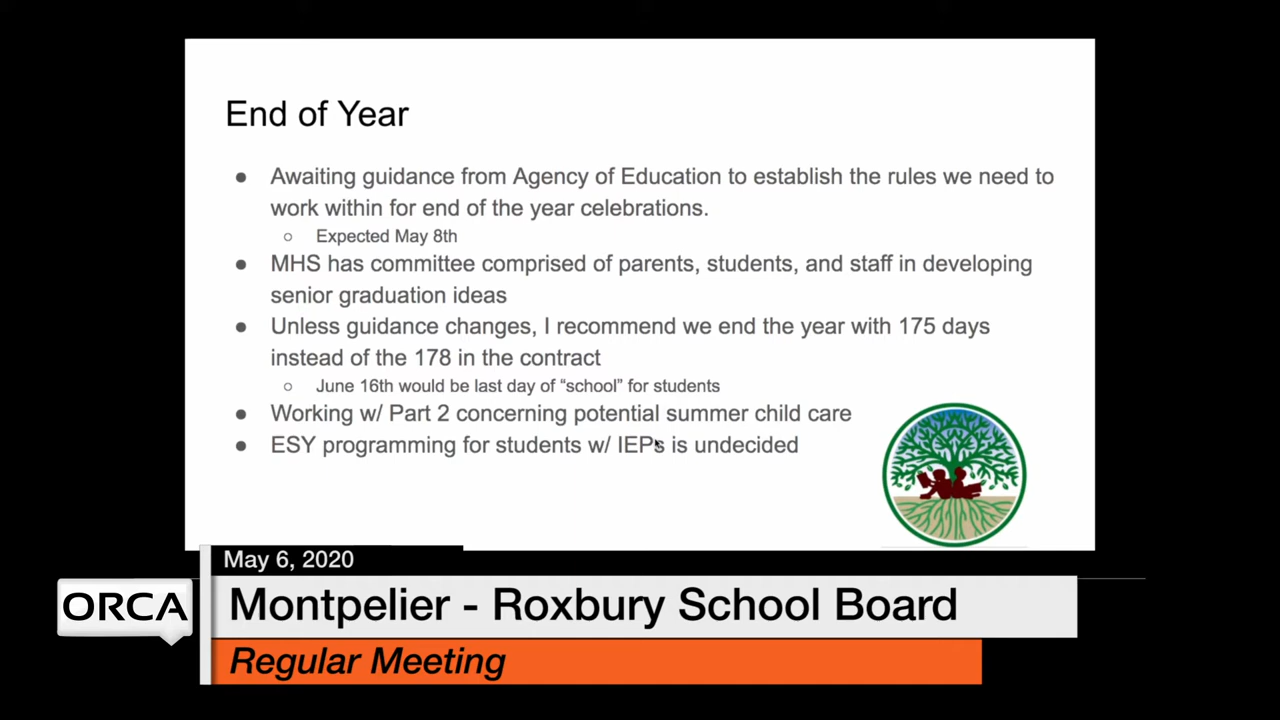 End of Year
● Awaiting guidance from Agency of Education to establish the rules we need to
work within for end of the year celebrations.
○ Expected May 8th
● MHS has committee comprised of parents, students, and staff in developing
senior graduation ideas
● Unless guidance changes, I recommend we end the year with 175 days
instead of the 178 in the contract
○ June 16th would be last day of “school” for students
● Working w/ Part 2 concerning potential summer child care
● ESY programming for students w/ IEPs is undecided
May 6, 2020
ORCA
Montpelier - Roxbury School Board
Regular Meeting